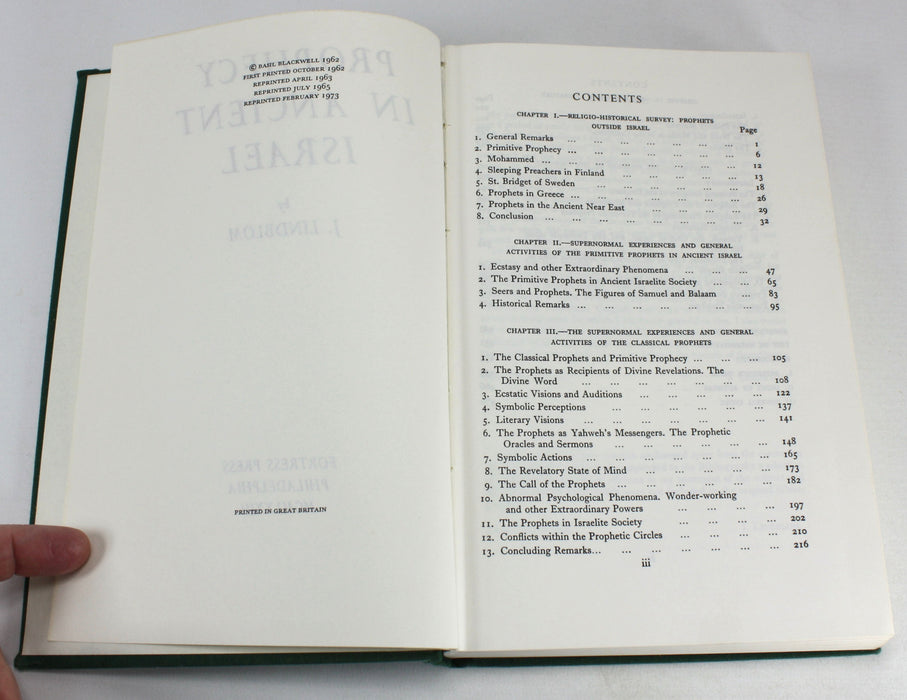 © BASIL BLACKWELL 1962
FIRST PRINTED OCTOBER 1962
REPRINTED APRIL 1963
REPRINTED JULY 1965
REPRINTED FEBRUARY 1973
PROPHECY
IN ANCIENT
ISRAEL
by
J. LINDBLOM
FORTRESS PRESS
PHILADELPHIA
PRINTED IN GREAT BRITAIN
CONTENTS
CHAPTER I.—RELIGIO-HISTORICAL SURVEY: PROPHETS
OUTSIDE ISRAEL
Page
1. General Remarks ... ... ... ... ... ... 1
2. Primitive Prophecy ... ... ... ... ... ... 6
3. Mohammed ... ... ... ... ... ... ... 12
4. Sleeping Preachers in Finland ... ... ... ... 13
5. St. Bridget of Sweden ... ... ... ... ... 18
6. Prophets in Greece ... ... ... ... ... ... 26
7. Prophets in the Ancient Near East ... ... ... 29
8. Conclusion ... ... ... ... ... ... ... 32
CHAPTER II.—SUPERNORMAL EXPERIENCES AND GENERAL
ACTIVITIES OF THE PRIMITIVE PROPHETS IN ANCIENT ISRAEL
1. Ecstasy and other Extraordinary Phenomena ... ... ... 47
2. The Primitive Prophets in Ancient Israelite Society ... ... 65
3. Seers and Prophets. The Figures of Samuel and Balaam ... 83
4. Historical Remarks ... ... ... ... ... ... 95
CHAPTER III.—THE SUPERNORMAL EXPERIENCES AND GENERAL
ACTIVITIES OF THE CLASSICAL PROPHETS
1. The Classical Prophets and Primitive Prophecy ... ... ... 105
2. The Prophets as Recipients of Divine Revelations. The
Divine Word ... ... ... ... ... ... ... 108
3. Ecstatic Visions and Auditions ... ... ... ... ... 122
4. Symbolic Perceptions ... ... ... ... ... ... 137
5. Literary Visions ... ... ... ... ... ... ... 141
6. The Prophets as Yahweh's Messengers. The Prophetic
Oracles and Sermons ... ... ... ... ... ... 148
7. Symbolic Actions ... ... ... ... ... ... 165
8. The Revelatory State of Mind ... ... ... ... ... 173
9. The Call of the Prophets ... ... ... ... ... 182
10. Abnormal Psychological Phenomena. Wonder-working
and other Extraordinary Powers ... ... ... ... 197
11. The Prophets in Israelite Society ... ... ... ... 202
12. Conflicts within the Prophetic Circles ... ... ... ... 210
13. Concluding Remarks... ... ... ... ... ... ... 216
iii